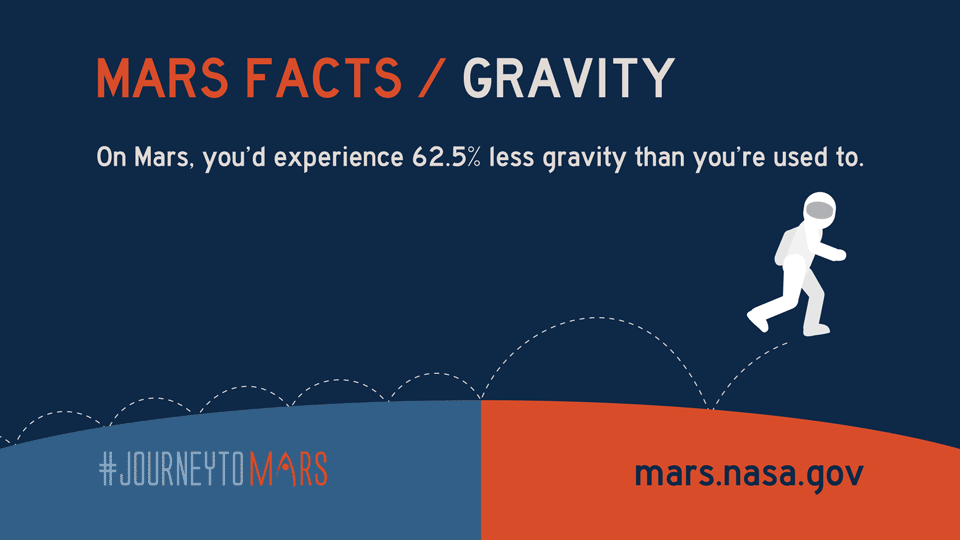 MARS FACTS / GRAVITY
On Mars, you’d experience 62.5% less gravity than you’re used to.
#JOURNEYTOMARS
mars.nasa.gov